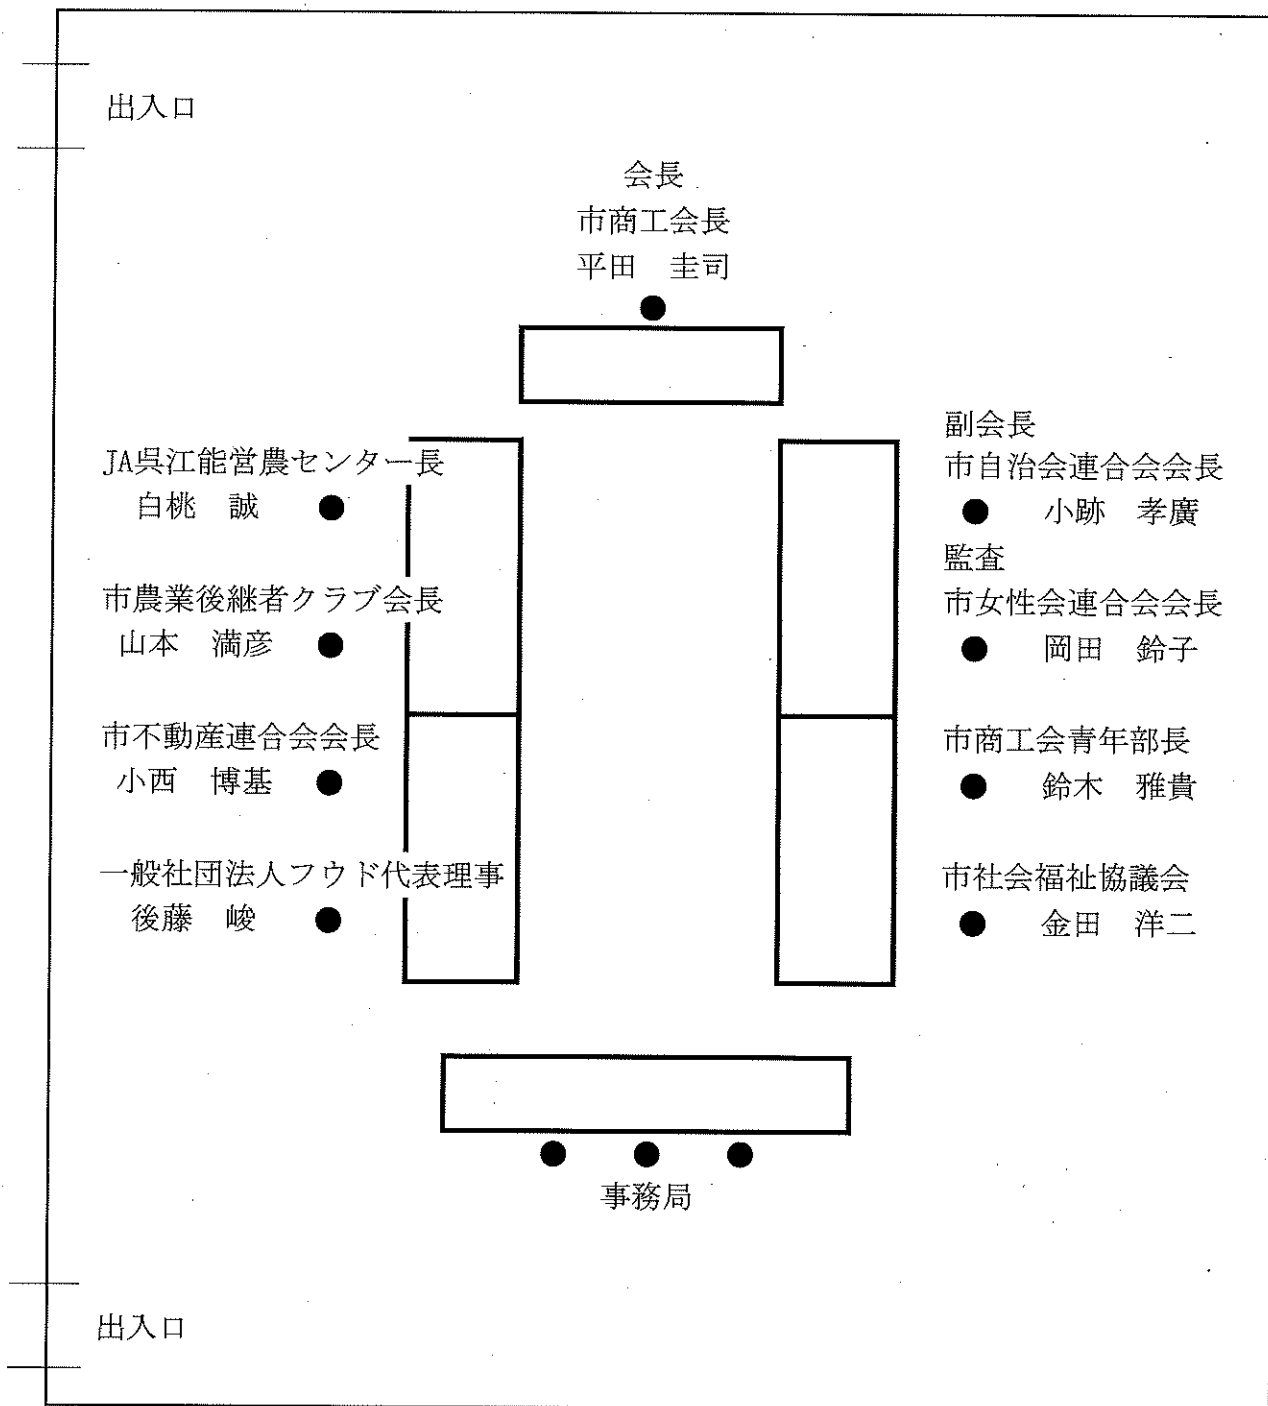 出入口
会長
市商工会長
平田　圭司
JA呉江能営農センター長
白桃　誠
市農業後継者クラブ会長
山本　満彦
市不動産連合会会長
小西　博基
一般社団法人フウド代表理事
後藤　峻
副会長
市自治会連合会会長
小跡　孝廣
監査
市女性会連合会会長
岡田　鈴子
市商工会青年部長
鈴木　雅貴
市社会福祉協議会
金田　洋二
事務局
出入口